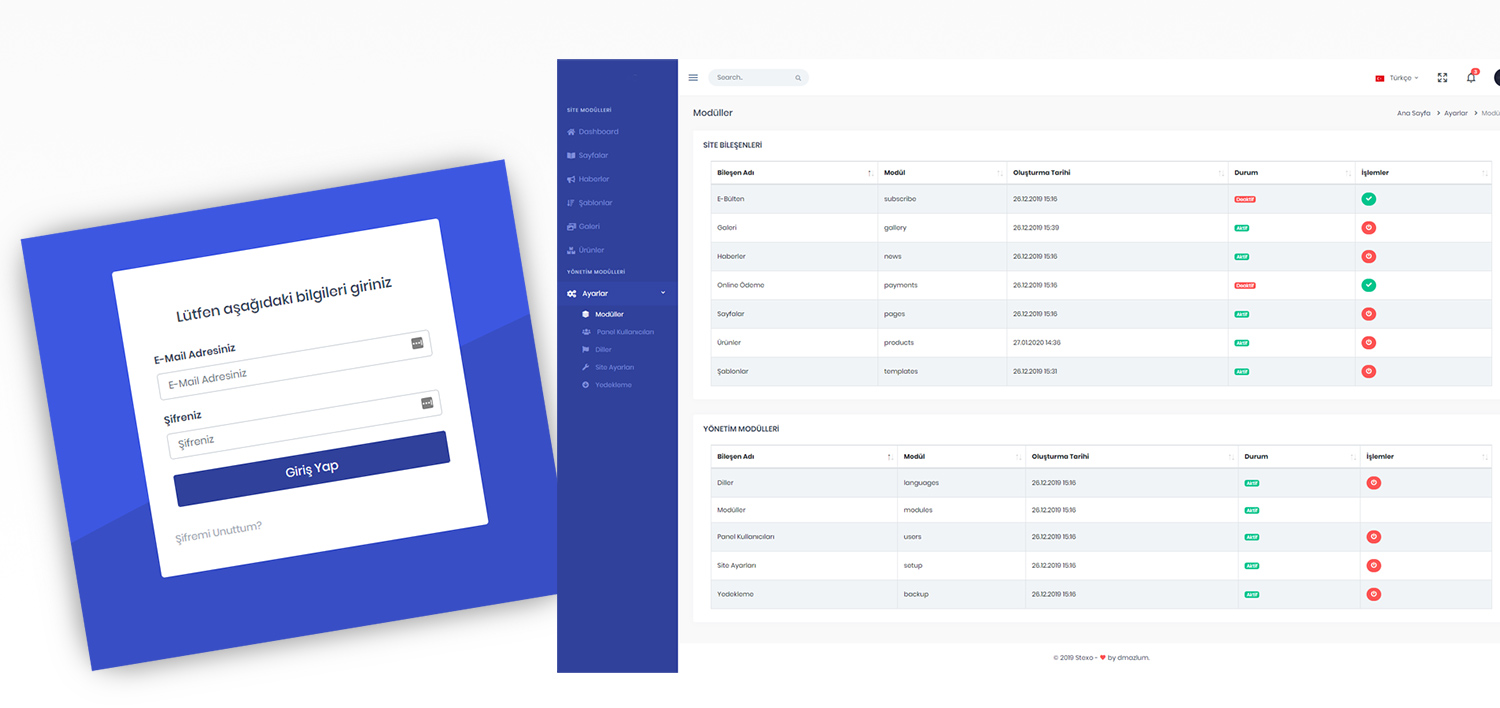 Lütfen aşağıdaki bilgileri giriniz
E-Mail Adresiniz
E-Mail Adresiniz
Şifreniz
Şifreniz
Giriş Yap
Şifremi Unuttum?
SİTE MODÜLLERİ
Dashboard
Sayfalar
Haberler
Şablonlar
Galeri
Ürünler
YÖNETİM MODÜLLERİ
Ayarlar
Modüller
Panel Kullanıcıları
Diller
Site Ayarları
Yedekleme
Search..
Türkçe
3
Modüller
Ana Sayfa > Ayarlar > Modül
SİTE BİLEŞENLERİ
Bileşen Adı Modül Oluşturma Tarihi Durum İşlemler
E-Bülten subscribe 26.12.2019 15:16 Deaktif
Galeri gallery 26.12.2019 15:39 Aktif
Haberler news 26.12.2019 15:16 Aktif
Online Ödeme payments 26.12.2019 15:16 Deaktif
Sayfalar pages 26.12.2019 15:16 Aktif
Ürünler products 27.01.2020 14:36 Aktif
Şablonlar templates 26.12.2019 15:31 Aktif
YÖNETİM MODÜLLERİ
Bileşen Adı Modül Oluşturma Tarihi Durum İşlemler
Diller languages 26.12.2019 15:16 Aktif
Modüller modules 26.12.2019 15:16 Aktif
Panel Kullanıcıları users 26.12.2019 15:16 Aktif
Site Ayarları setup 26.12.2019 15:16 Aktif
Yedekleme backup 26.12.2019 15:16 Aktif
© 2019 Stexo - ❤ by dmazlum.